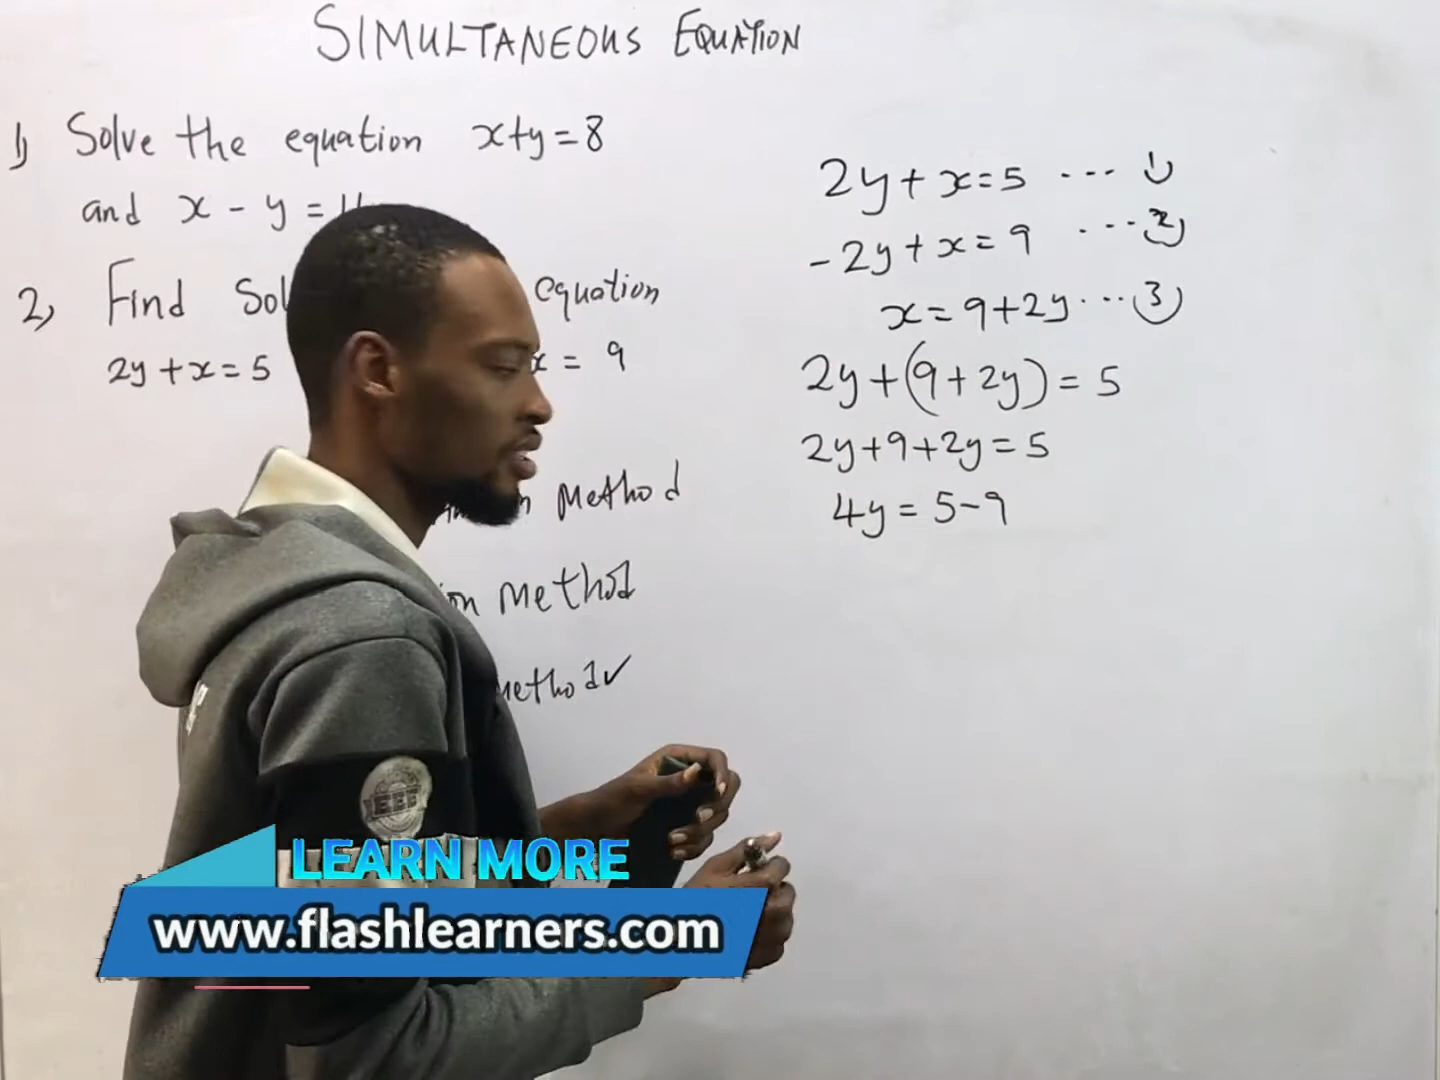 SIMULTANEOUS EQUATION
1) Solve the equation x+y=8
and x - y =
2) Find equation
2y+x=5 x = 9
Method
Method
method✓
2y+x=5 --- 1)
-2y+x=9 --- 2)
x=9+2y --- 3)
2y+(9+2y)=5
2y+9+2y=5
4y=5-9
EEE
LEARN MORE
www.flashlearners.com